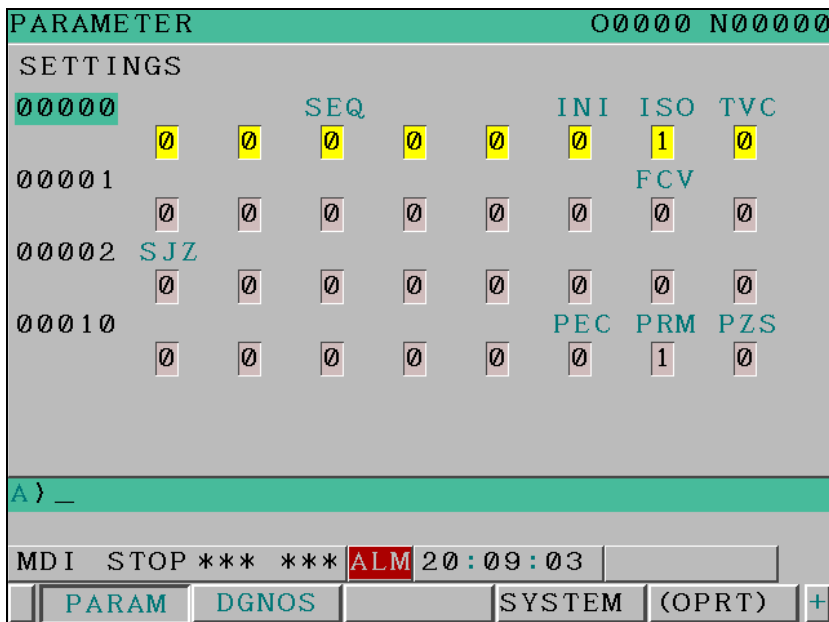 PARAMETER O0000 N00000
SETTINGS
00000 SEQ INI ISO TVC
0 0 0 0 0 0 1 0
00001 FCV
0 0 0 0 0 0 0 0
00002 SJZ
0 0 0 0 0 0 0 0
00010 PEC PRM PZS
0 0 0 0 0 0 1 0
A)_
MDI STOP *** *** ALM 20:09:03
PARAM DGNOS SYSTEM (OPRT) +